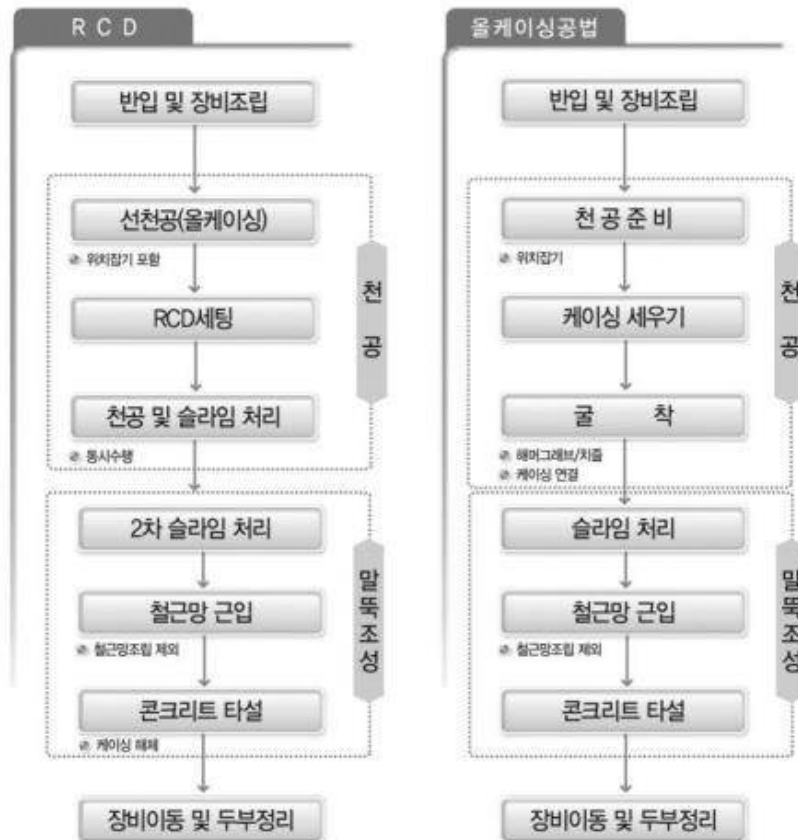 R C D
반입 및 장비조립
선천공(올케이싱)
위치잡기 포함
RCD세팅
천공 및 슬라임 처리
동시수행
천공
2차 슬라임 처리
철근망 근입
철근망조립 제외
콘크리트 타설
케이싱 해체
말뚝조성
장비이동 및 두부정리
올케이싱공법
반입 및 장비조립
천 공 준 비
위치잡기
케이싱 세우기
굴 착
해머그래브/치즐
케이싱 연결
천공
슬라임 처리
철근망 근입
철근망조립 제외
콘크리트 타설
말뚝조성
장비이동 및 두부정리